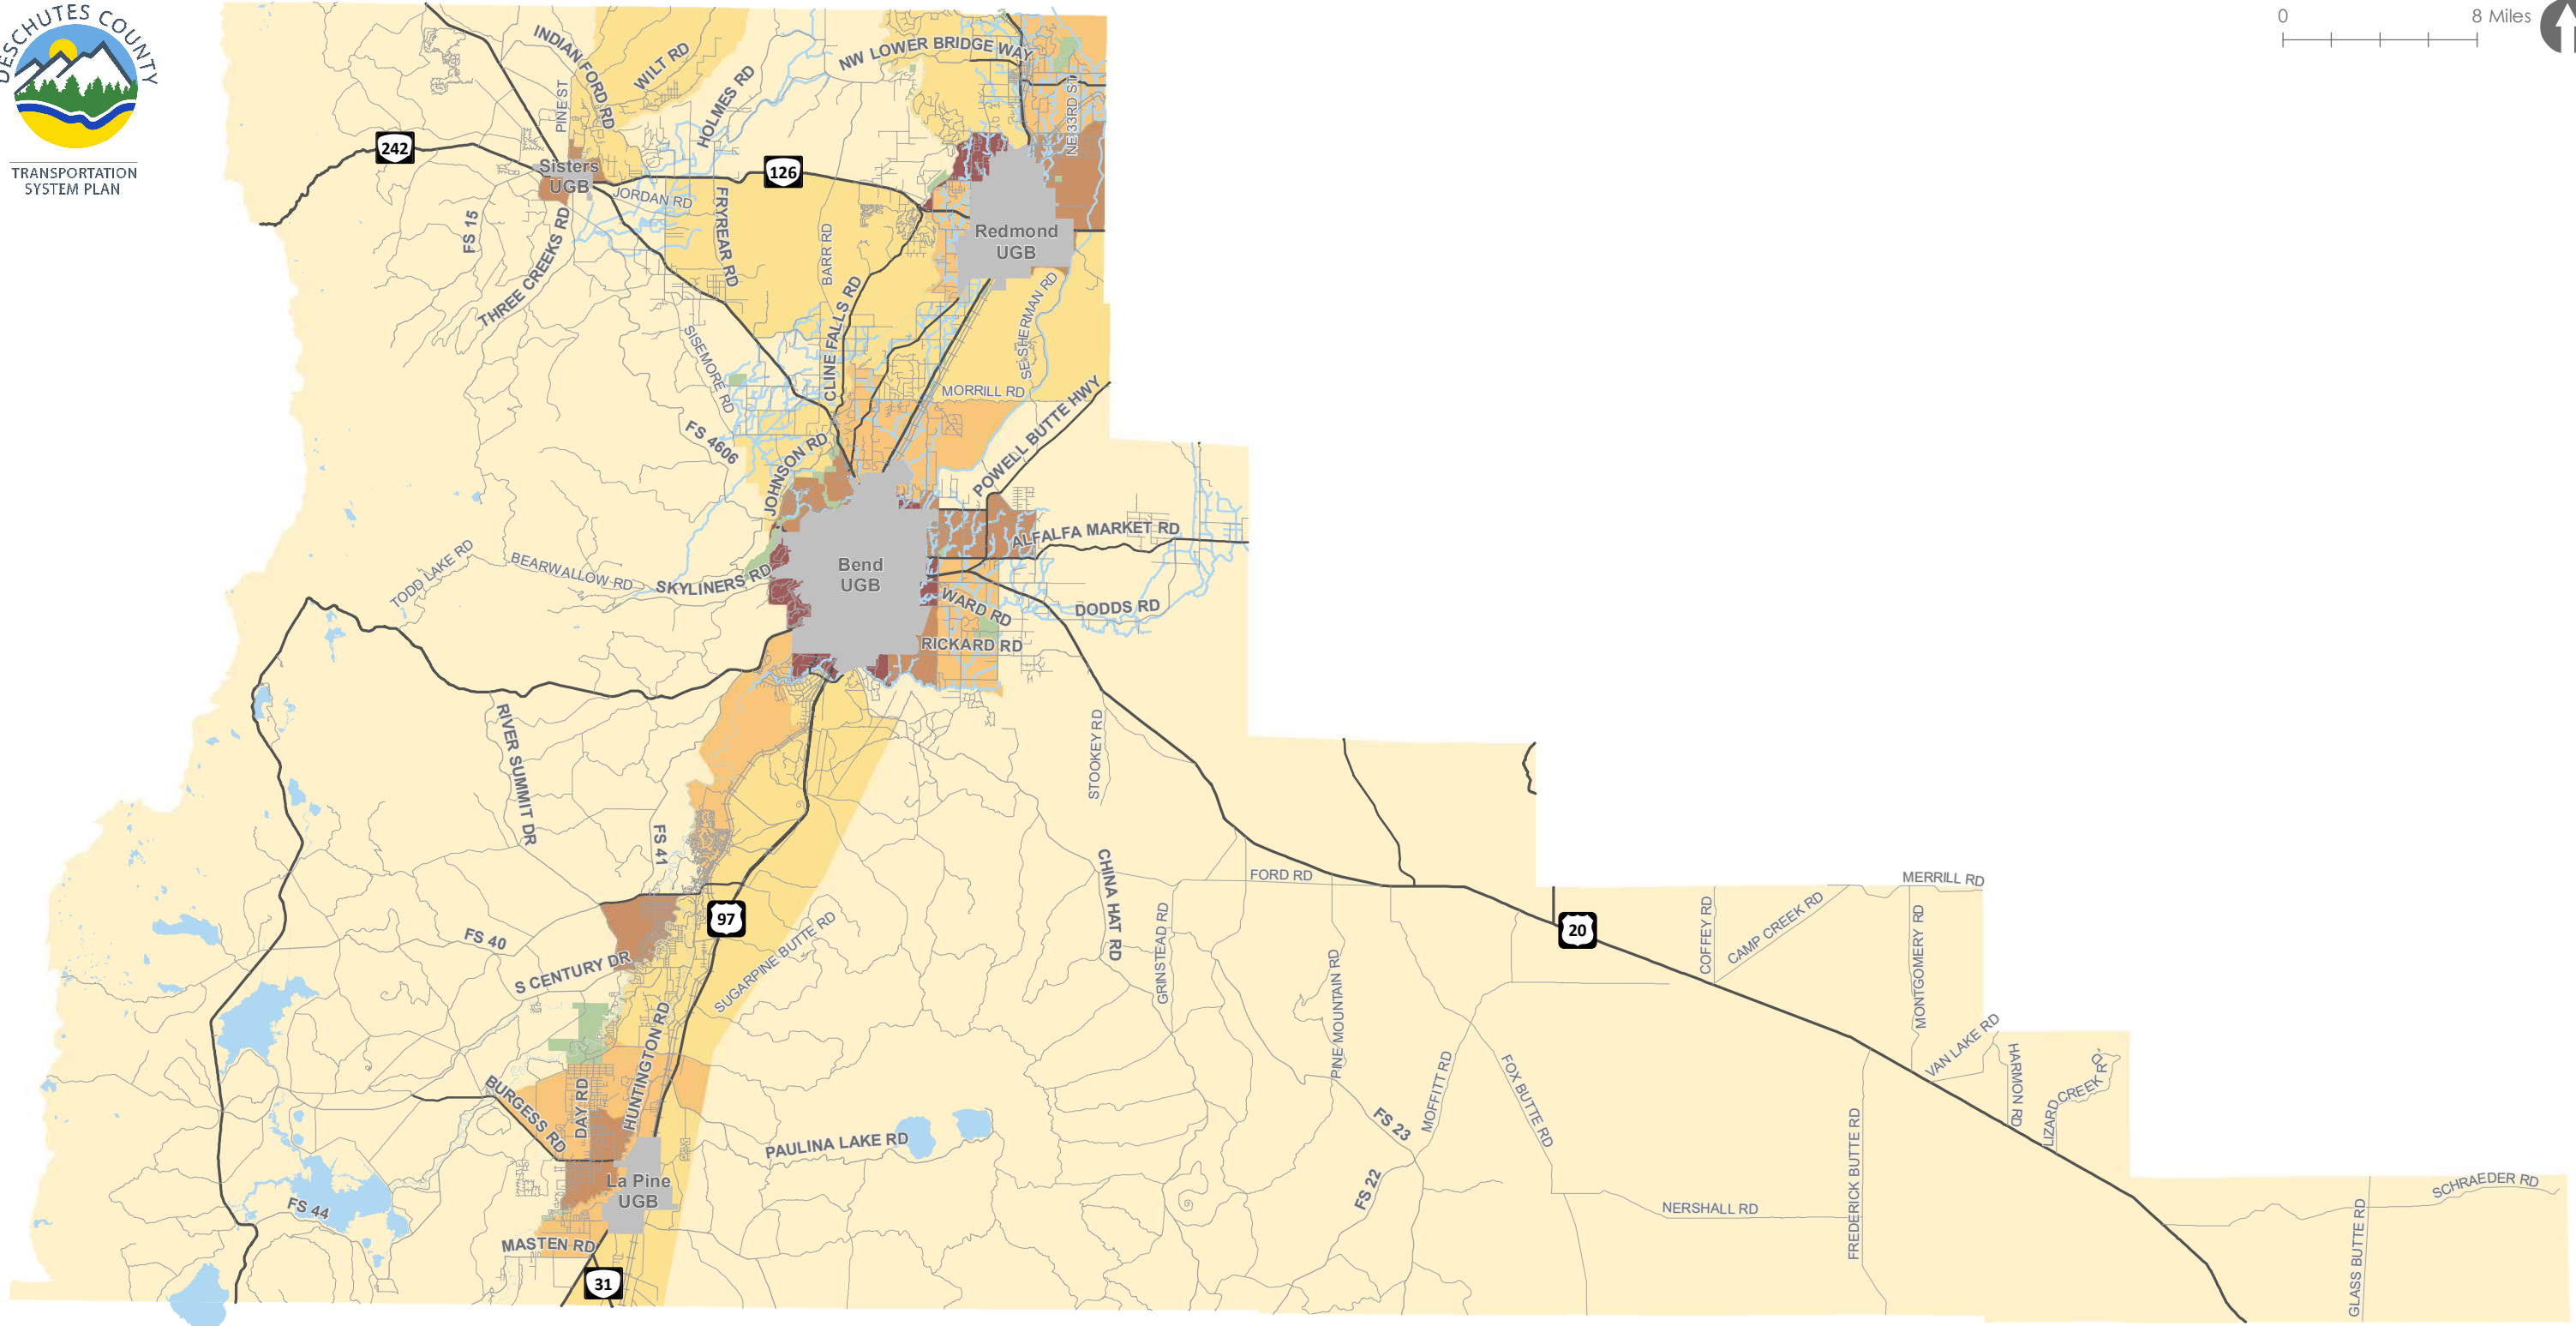 DESCHUTES COUNTY
TRANSPORTATION
SYSTEM PLAN
0
8 Miles
INDIAN FORD RD
WILT RD
NW LOWER BRIDGE WAY
HOLMES RD
PINE ST
NE 33RD ST
242
Sisters
UGB
126
JORDAN RD
FRYREAR RD
FS 15
THREE CREEKS RD
BARR RD
Redmond
UGB
CLINE FALLS RD
SE SHERMAN RD
SISEMORE RD
MORRILL RD
POWELL BUTTE HWY
FS 4606
JOHNSON RD
ALFALFA MARKET RD
TODD LAKE RD
BEARWALLOW RD
SKYLINERS RD
Bend
UGB
WARD RD
DODDS RD
RICKARD RD
RIVER SUMMIT DR
STOOKEY RD
FS 41
CHINA HAT RD
FORD RD
MERRILL RD
97
20
FS 40
S CENTURY DR
SUGARPINE BUTTE RD
GRINSTEAD RD
PINE MOUNTAIN RD
COFFEY RD
CAMP CREEK RD
MONTGOMERY RD
HUNTINGTON RD
VAN LAKE RD
HARMON RD
LIZARD CREEK RD
BURGESS RD
DAY RD
PAULINA LAKE RD
FS 23
MOFFITT RD
FOX BUTTE RD
FREDERICK BUTTE RD
La Pine
UGB
FS 22
FS 44
NERSHALL RD
SCHRAEDER RD
GLASS BUTTE RD
MASTEN RD
31